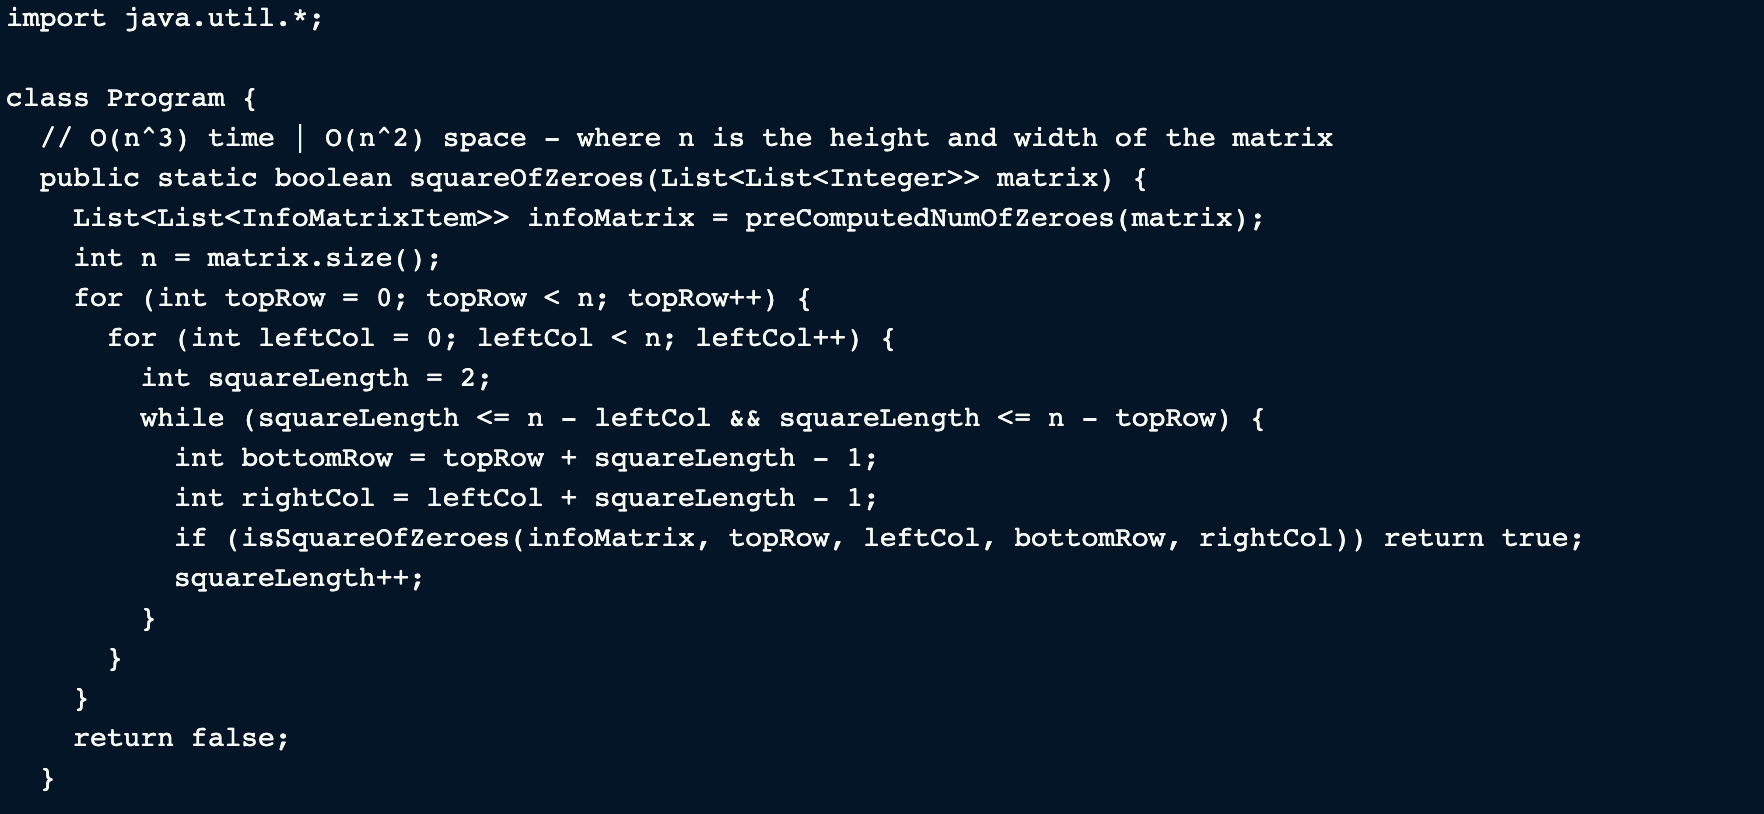 import java.util.*;

class Program {
  // O(n^3) time | O(n^2) space - where n is the height and width of the matrix
  public static boolean squareOfZeroes(List<List<Integer>> matrix) {
    List<List<InfoMatrixItem>> infoMatrix = preComputedNumOfZeroes(matrix);
    int n = matrix.size();
    for (int topRow = 0; topRow < n; topRow++) {
      for (int leftCol = 0; leftCol < n; leftCol++) {
        int squareLength = 2;
        while (squareLength <= n - leftCol && squareLength <= n - topRow) {
          int bottomRow = topRow + squareLength - 1;
          int rightCol = leftCol + squareLength - 1;
          if (isSquareOfZeroes(infoMatrix, topRow, leftCol, bottomRow, rightCol)) return true;
          squareLength++;
        }
      }
    }
    return false;
  }